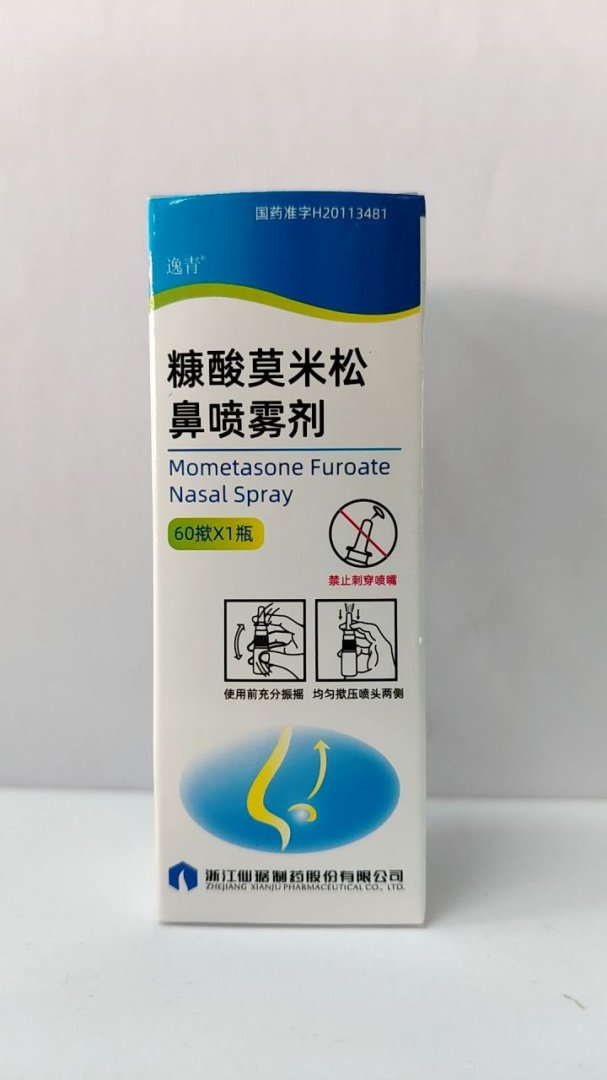 国药准字H20113481
逸青®
糠酸莫米松
鼻喷雾剂
Mometasone Furoate
Nasal Spray
60揿X1瓶
禁止刺穿喷嘴
使用前充分振摇 均匀揿压喷头两侧
浙江仙琚制药股份有限公司
ZHEJIANG XIANJU PHARMACEUTICAL CO., LTD.